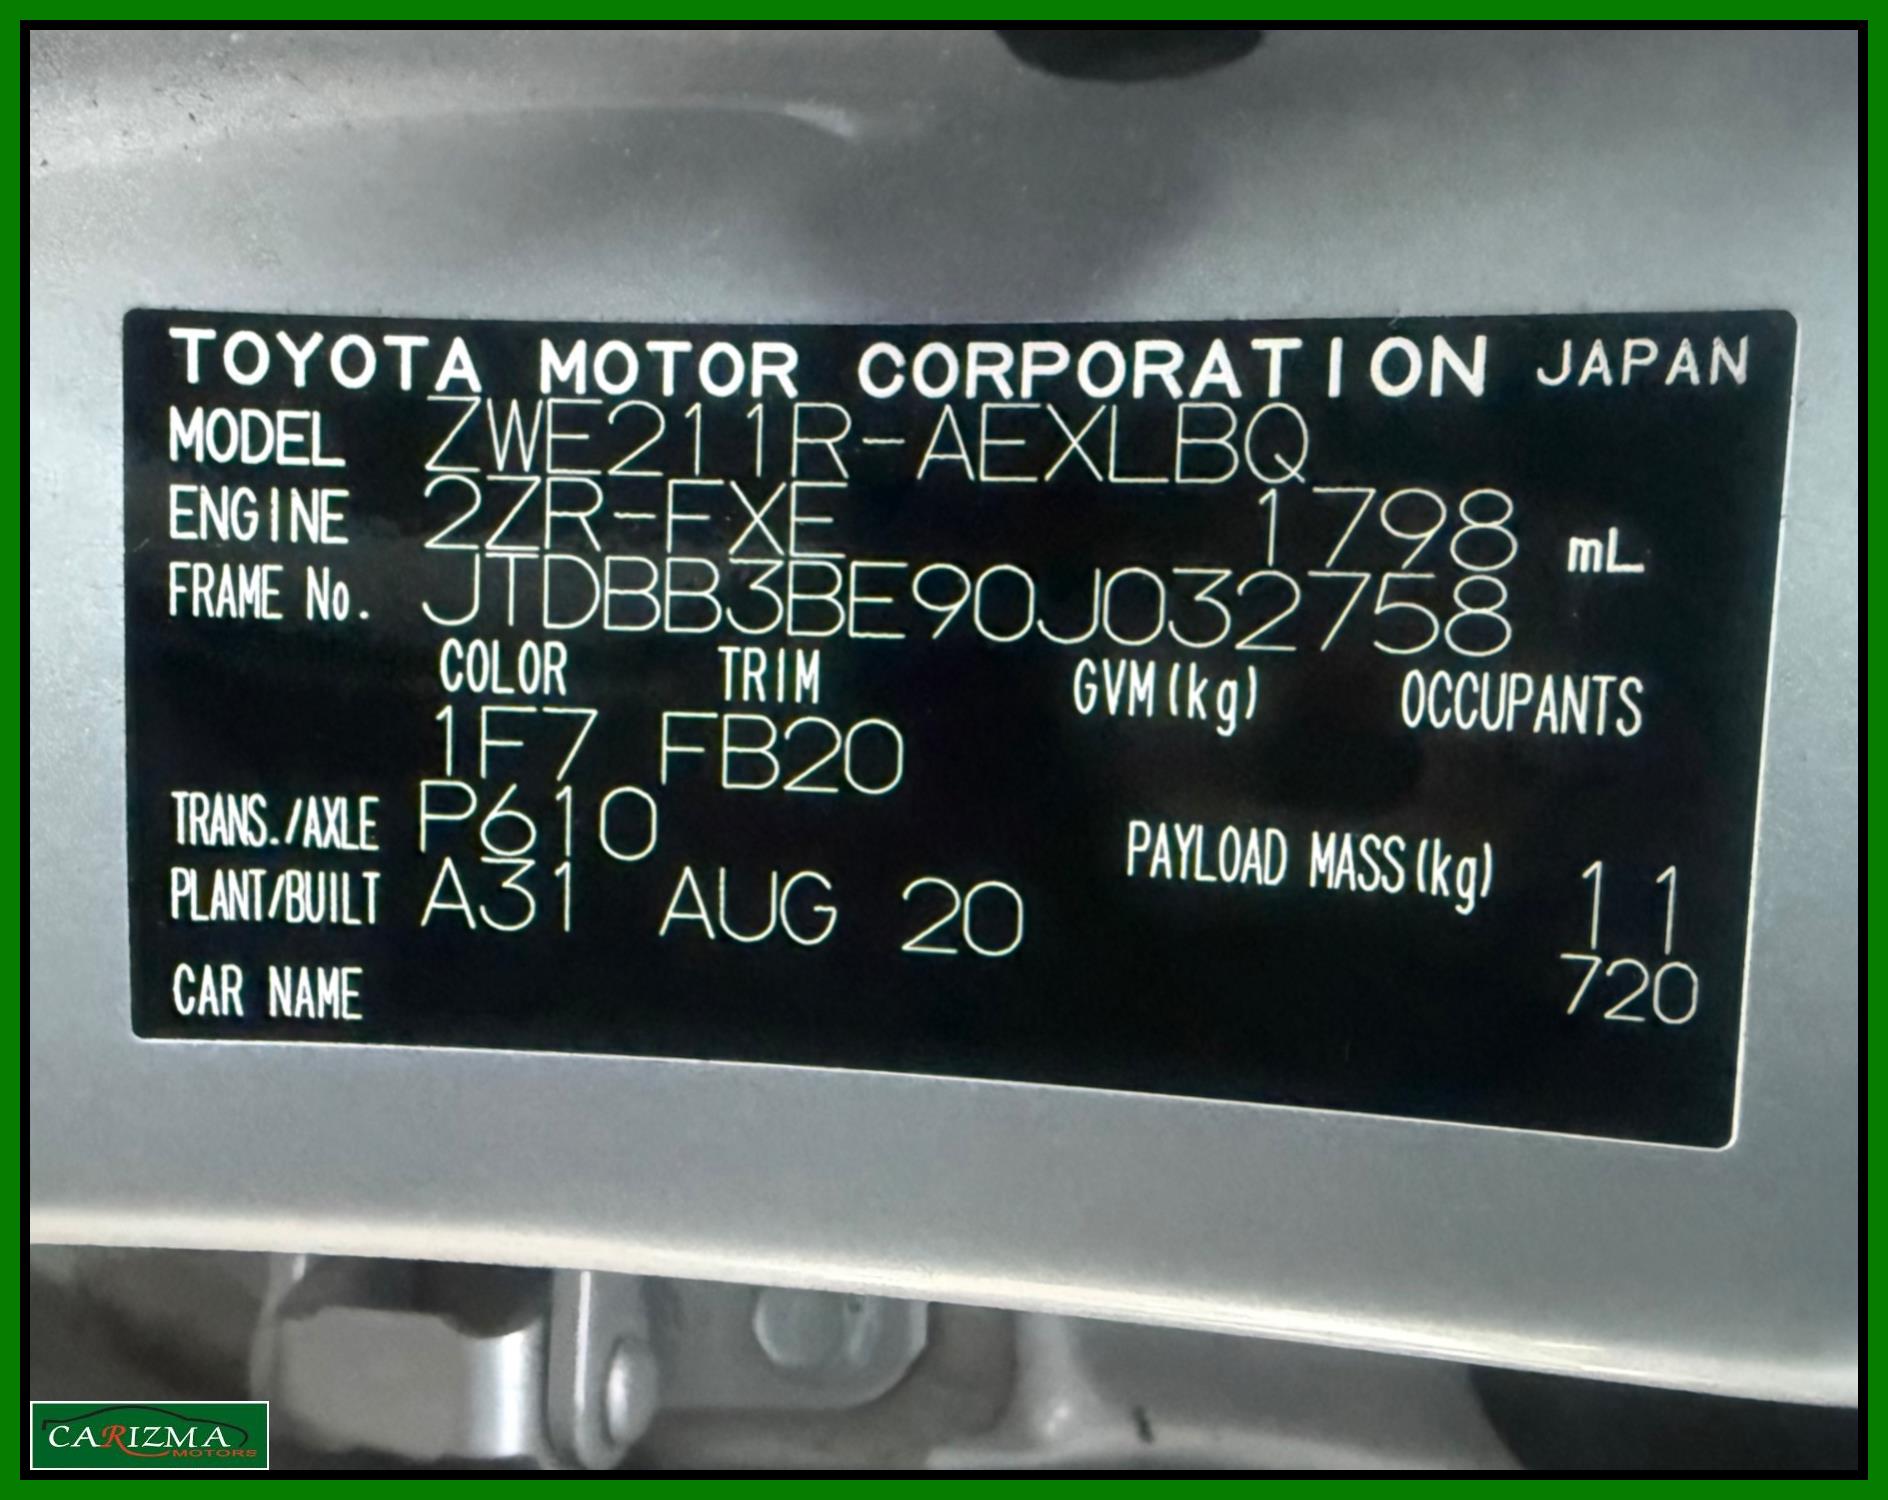 TOYOTA MOTOR CORPORATION JAPAN
MODEL ZWE211R-AEXLBQ
ENGINE 2ZR-FXE 1798 mL
FRAME No. JTDBB3BE90J032758
COLOR TRIM GVM(kg) OCCUPANTS
1F7 FB20
TRANS./AXLE P610 PAYLOAD MASS(kg) 11
PLANT/BUILT A31 AUG 20 720
CAR NAME
CARIZMA
MOTORS